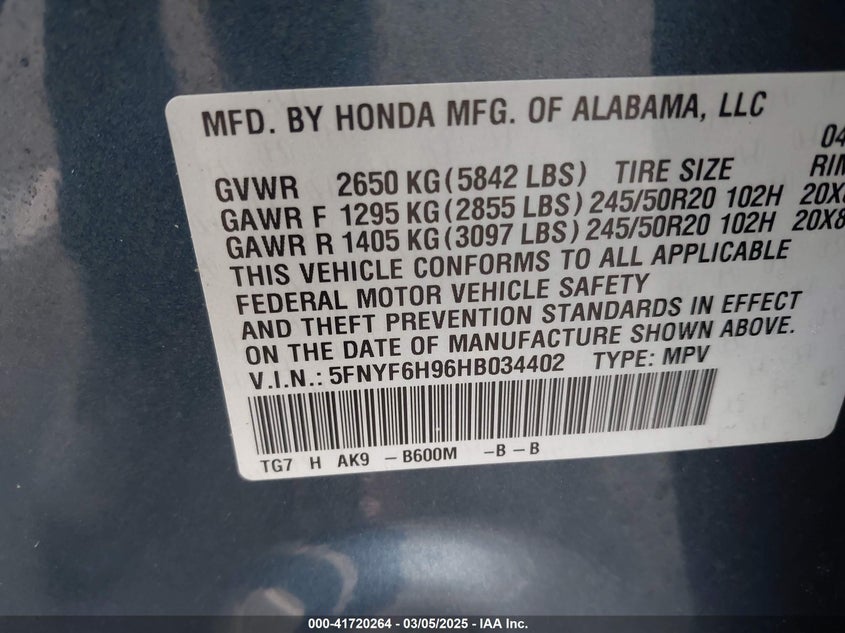 MFD. BY HONDA MFG. OF ALABAMA, LLC
04
GVWR 2650 KG (5842 LBS) TIRE SIZE RIM
GAWR F 1295 KG (2855 LBS) 245/50R20 102H 20X8
GAWR R 1405 KG (3097 LBS) 245/50R20 102H 20X8
THIS VEHICLE CONFORMS TO ALL APPLICABLE
FEDERAL MOTOR VEHICLE SAFETY
AND THEFT PREVENTION STANDARDS IN EFFECT
ON THE DATE OF MANUFACTURE SHOWN ABOVE.
V.I.N.: 5FNYF6H96HB034402 TYPE: MPV
TG7 H AK9 -B600M -B - B
000-41720264 - 03/05/2025 - IAA Inc.